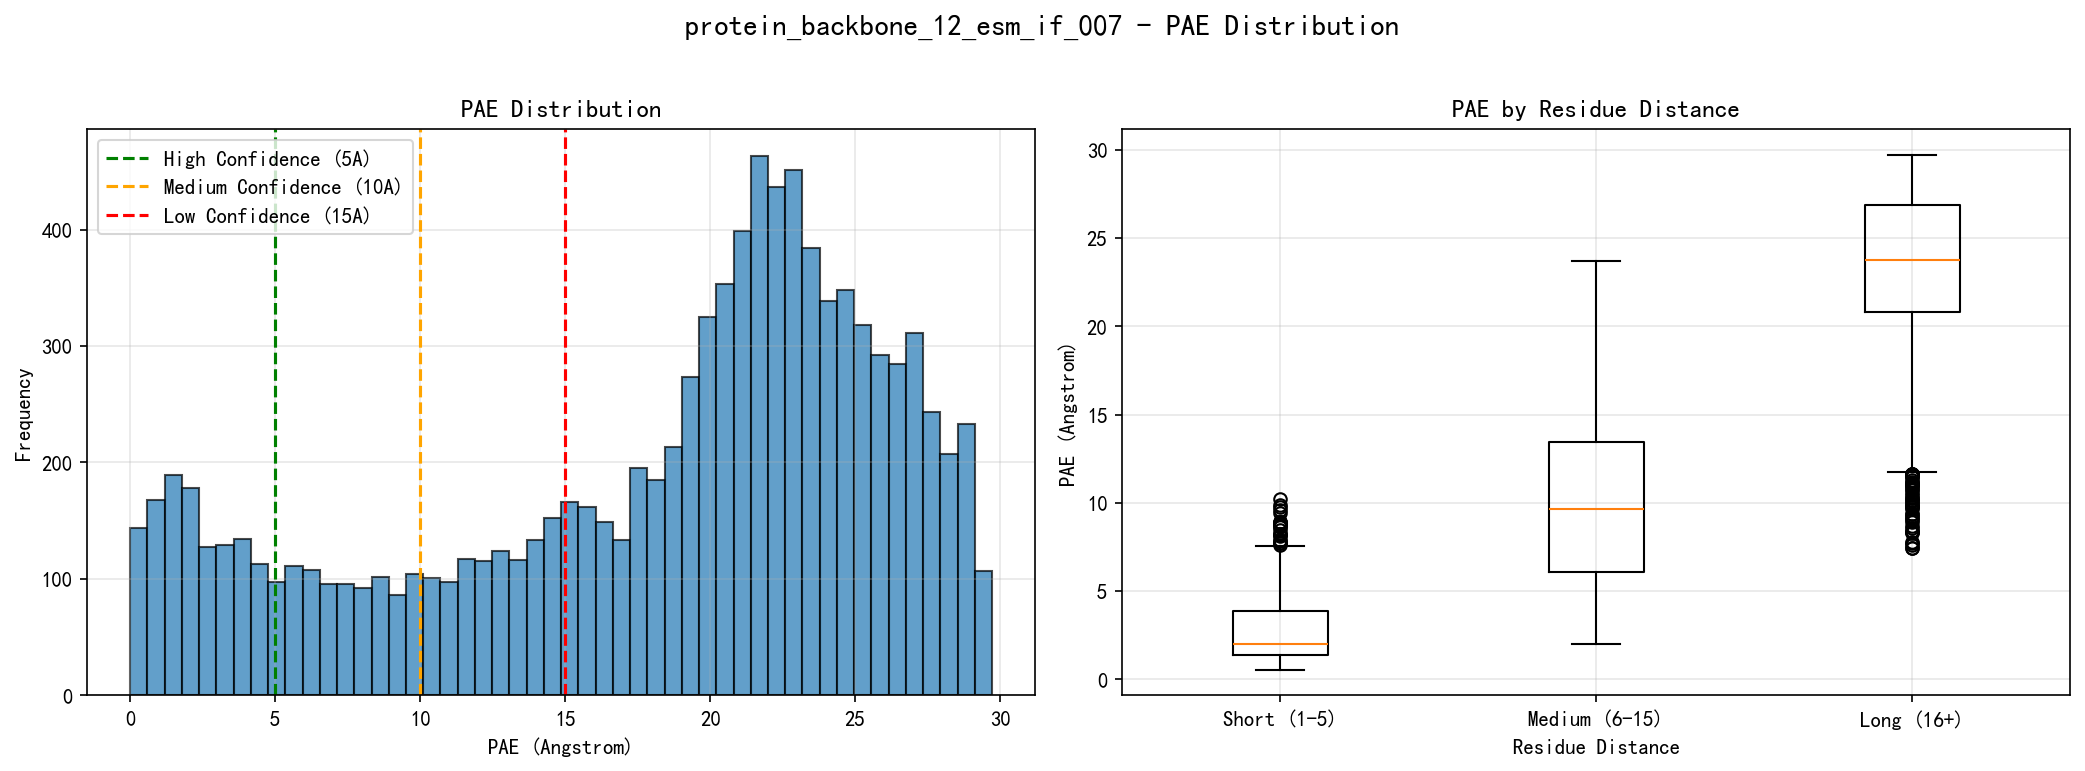 protein_backbone_12_esm_if_007 - PAE Distribution
PAE Distribution
High Confidence (5A)
Medium Confidence (10A)
Low Confidence (15A)
Frequency
400
300
200
100
0
0 5 10 15 20 25 30
PAE (Angstrom)
PAE by Residue Distance
PAE (Angstrom)
30
25
20
15
10
5
0
Short (1-5) Medium (6-15) Long (16+)
Residue Distance